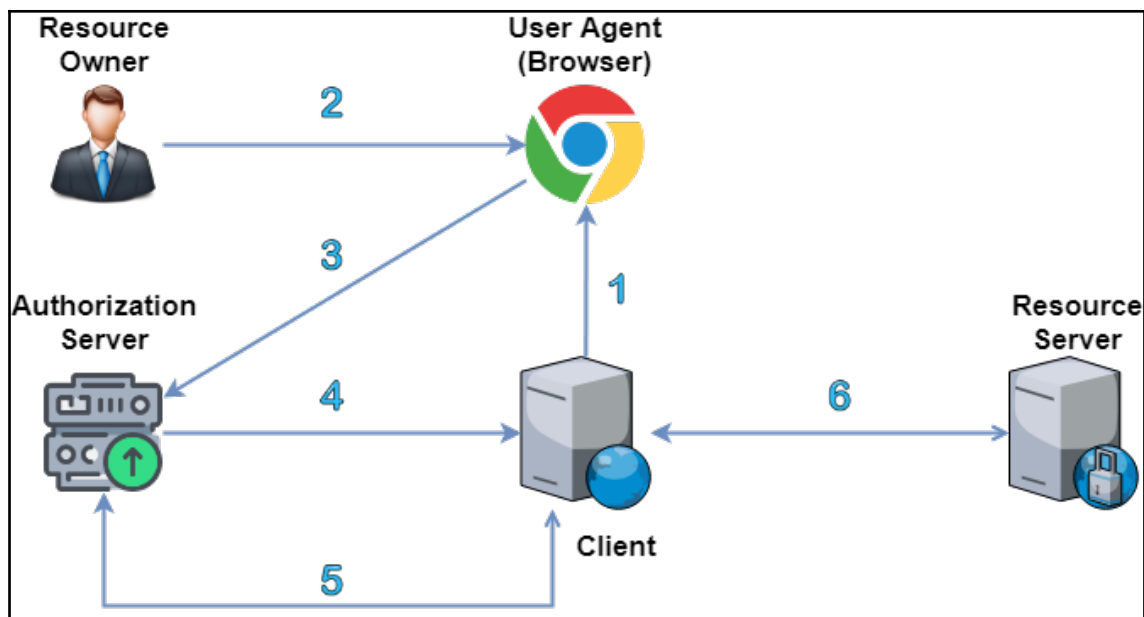 Resource
Owner
User Agent
(Browser)
2
3
1
Authorization
Server
Resource
Server
4
6
Client
5